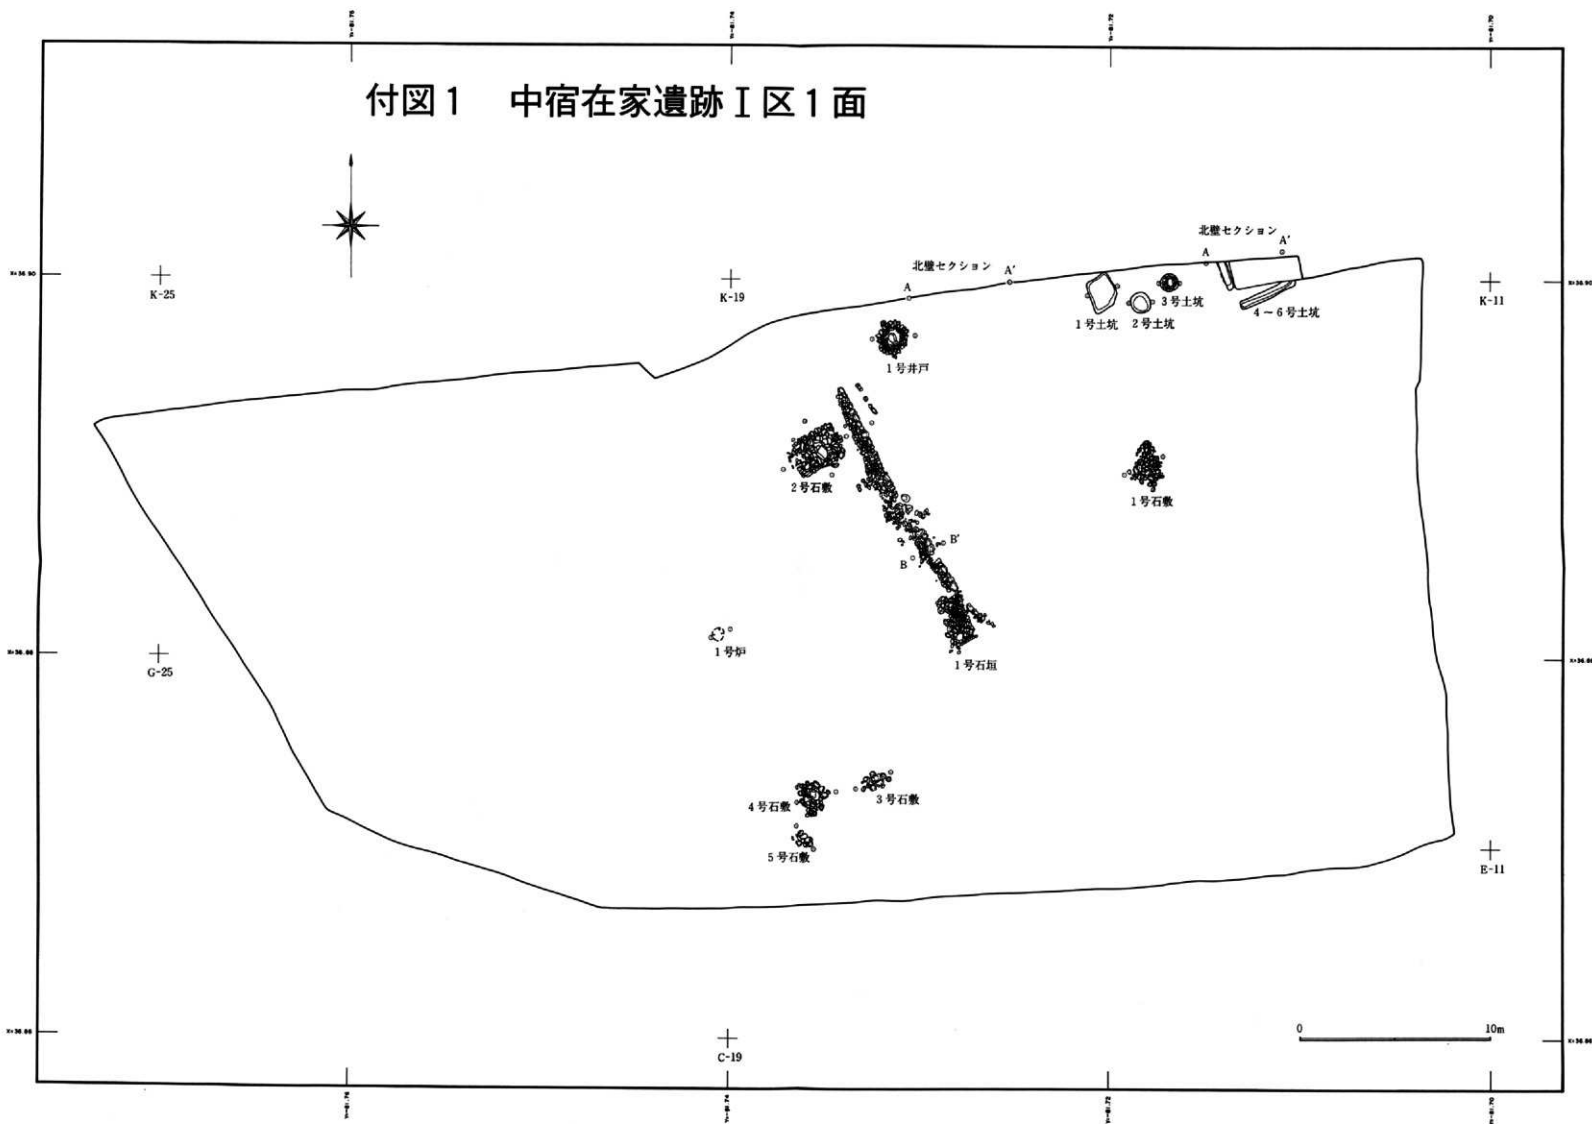 付図1 中宿在家遺跡Ⅰ区1面
北壁セクション
A A'
北壁セクション
A A'
K-25
K-19
K-11
1号土坑
2号土坑
3号土坑
4～6号土坑
1号井戸
2号石敷
1号石敷
B B'
G-25
1号炉
1号石垣
4号石敷
3号石敷
5号石敷
E-11
C-19
0 10m